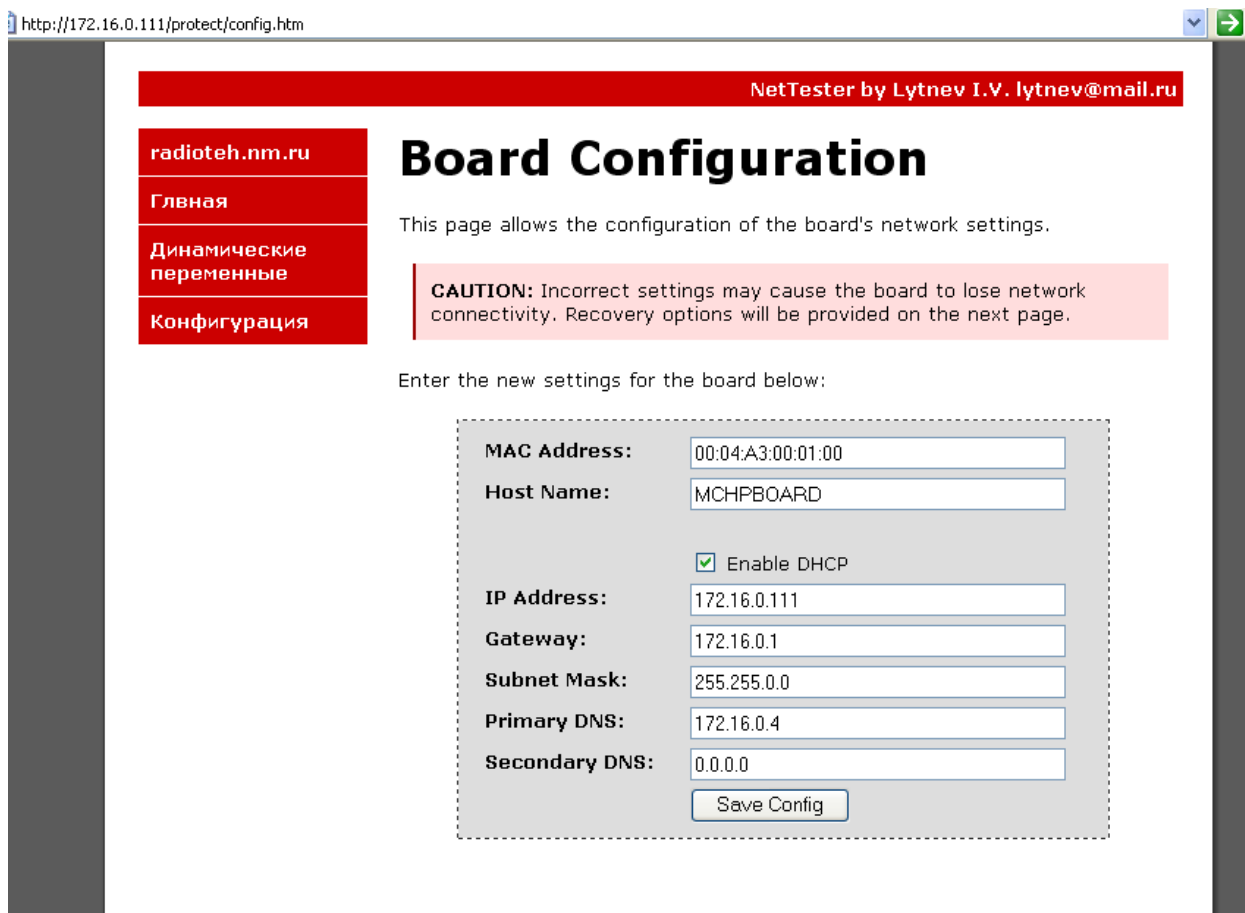 http://172.16.0.111/protect/config.htm
NetTester by Lytnev I.V. lytnev@mail.ru
radioteh.nm.ru
Глвная
Динамические
переменные
Конфигурация
Board Configuration
This page allows the configuration of the board's network settings.
CAUTION: Incorrect settings may cause the board to lose network
connectivity. Recovery options will be provided on the next page.
Enter the new settings for the board below:
MAC Address: 00:04:A3:00:01:00
Host Name: MCHPBOARD
Enable DHCP
IP Address: 172.16.0.111
Gateway: 172.16.0.1
Subnet Mask: 255.255.0.0
Primary DNS: 172.16.0.4
Secondary DNS: 0.0.0.0
Save Config